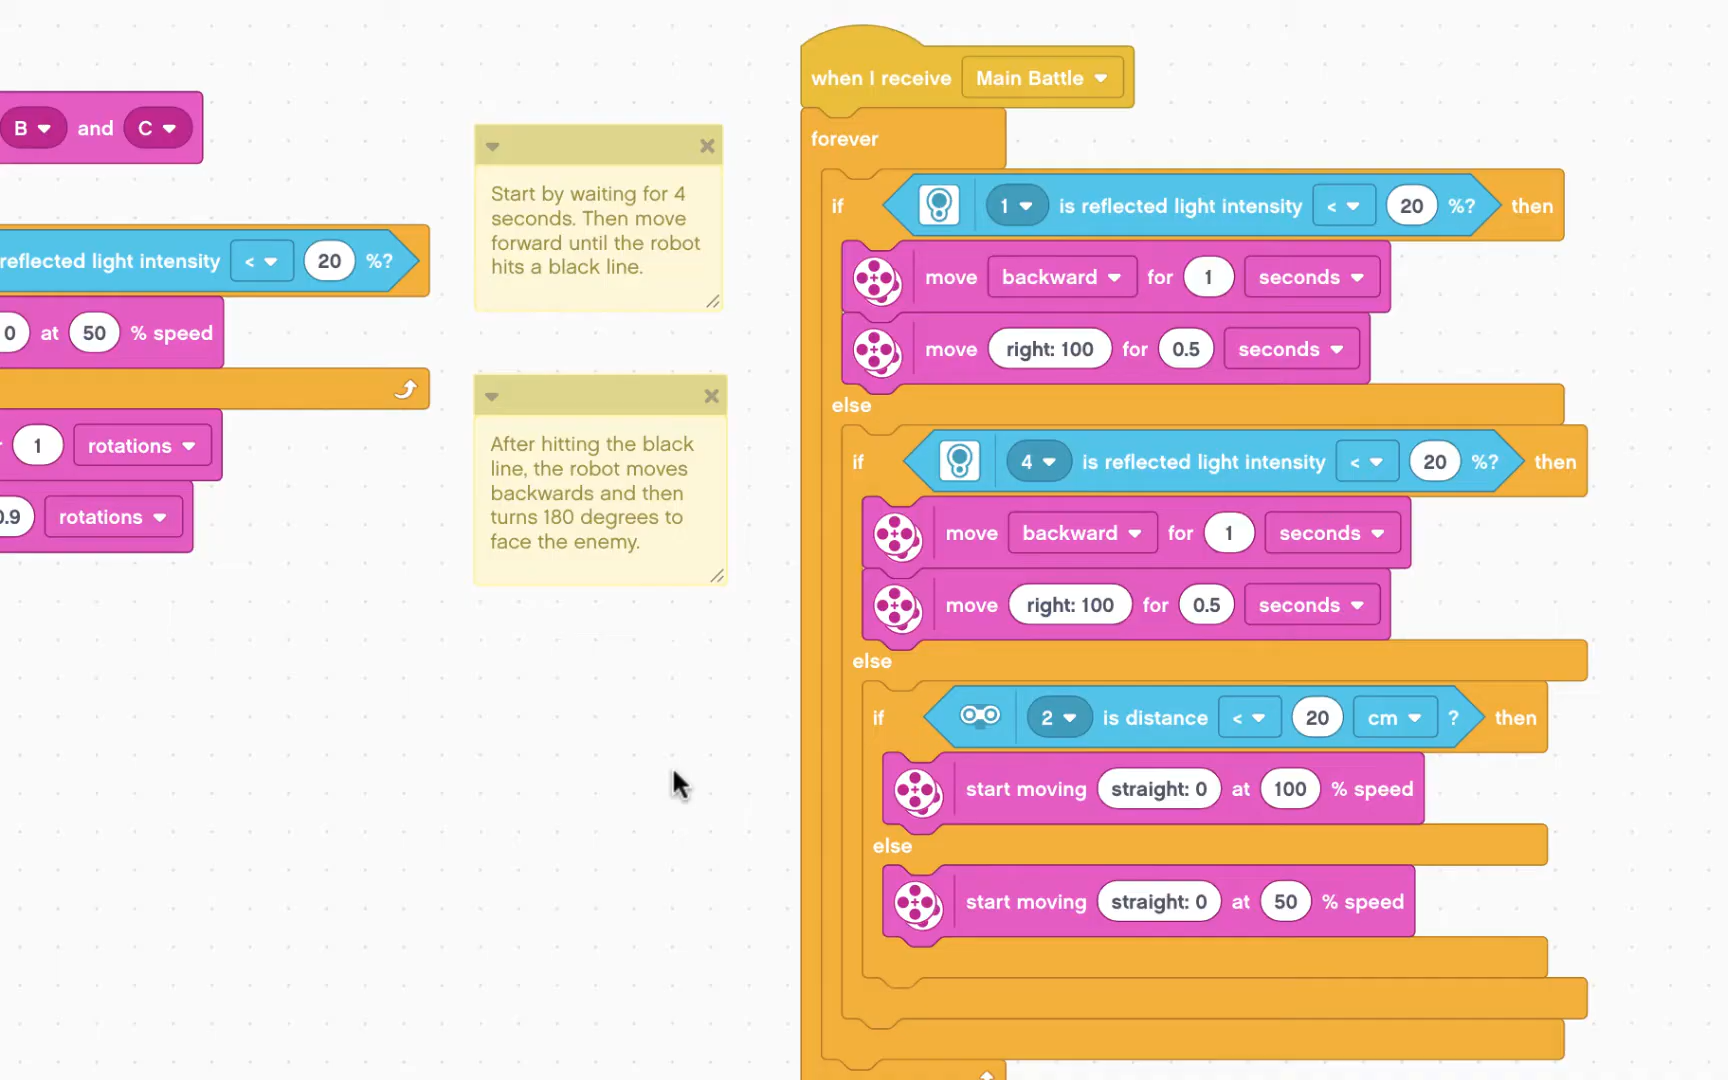 B and C
reflected light intensity < 20 %?
0 at 50 % speed
1 rotations
0.9 rotations
Start by waiting for 4
seconds. Then move
forward until the robot
hits a black line.
After hitting the black
line, the robot moves
backwards and then
turns 180 degrees to
face the enemy.
when I receive Main Battle
forever
if 1 is reflected light intensity < 20 %? then
move backward for 1 seconds
move right: 100 for 0.5 seconds
else
if 4 is reflected light intensity < 20 %? then
move backward for 1 seconds
move right: 100 for 0.5 seconds
else
if 2 is distance < 20 cm ? then
start moving straight: 0 at 100 % speed
else
start moving straight: 0 at 50 % speed